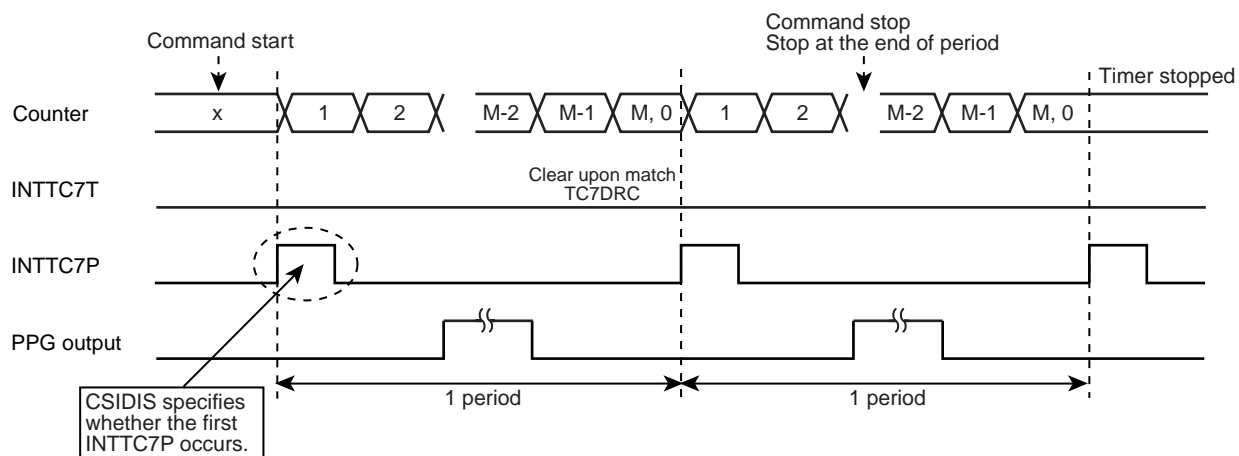 Command start
Command stop
Stop at the end of period
Timer stopped
Counter
x
1
2
M-2
M-1
M, 0
1
2
M-2
M-1
M, 0
INTTC7T
Clear upon match
TC7DRC
INTTC7P
PPG output
CSIDIS specifies
whether the first
INTTC7P occurs.
1 period
1 period